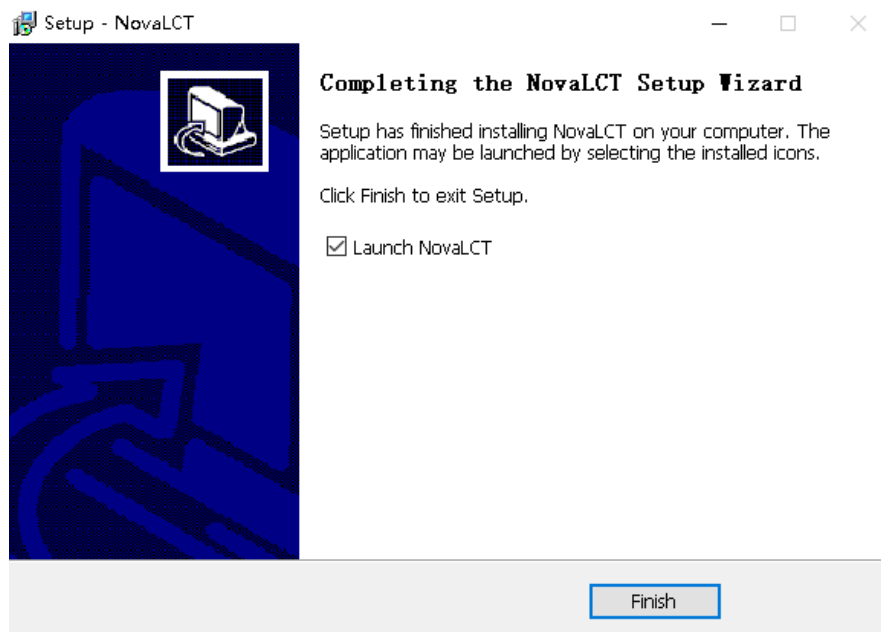 Setup - NovaLCT
Completing the NovaLCT Setup Wizard
Setup has finished installing NovaLCT on your computer. The
application may be launched by selecting the installed icons.
Click Finish to exit Setup.
Launch NovaLCT
Finish